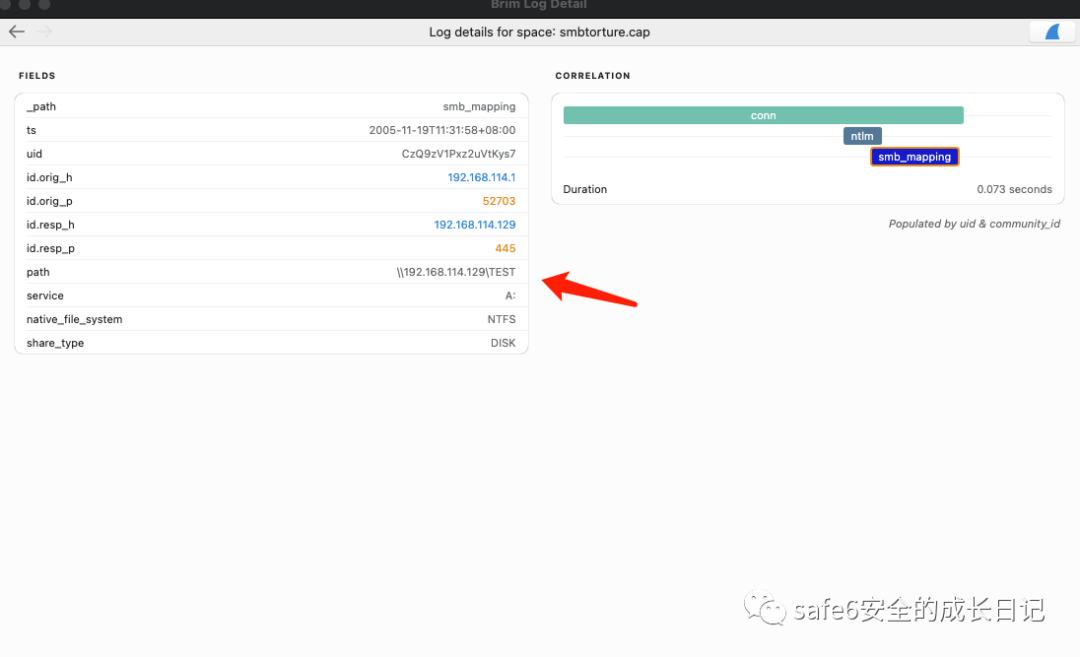 Brim Log Detail
Log details for space: smbtorture.cap
FIELDS
_path smb_mapping
ts 2005-11-19T11:31:58+08:00
uid CzQ9zV1Pxz2uVtKys7
id.orig_h 192.168.114.1
id.orig_p 52703
id.resp_h 192.168.114.129
id.resp_p 445
path \\192.168.114.129\TEST
service A:
native_file_system NTFS
share_type DISK
CORRELATION
conn
ntlm
smb_mapping
Duration 0.073 seconds
Populated by uid & community_id
safe6安全的成长日记